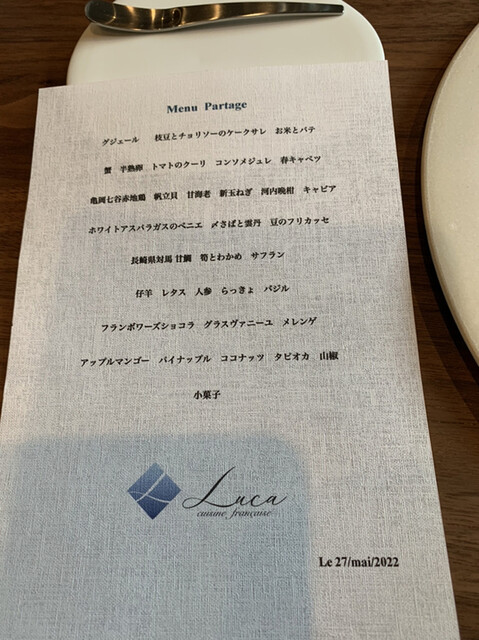 Menu Partage
グジェール　枝豆とチョリソーのケークサレ　お米とパテ
蟹　半熟卵　トマトのクーリ　コンソメジュレ　春キャベツ
亀岡七谷赤地鶏　帆立貝　甘海老　新玉ねぎ　河内晩柑　キャビア
ホワイトアスパラガスのベニエ　〆さばと雲丹　豆のフリカッセ
長崎県対馬 甘鯛　筍とわかめ　サフラン
仔羊　レタス　人参　らっきょ　バジル
フランボワーズショコラ　グラスヴァニーユ　メレンゲ
アップルマンゴー　パイナップル　ココナッツ　タピオカ　山椒
小菓子
Luca
cuisine française
Le 27/mai/2022